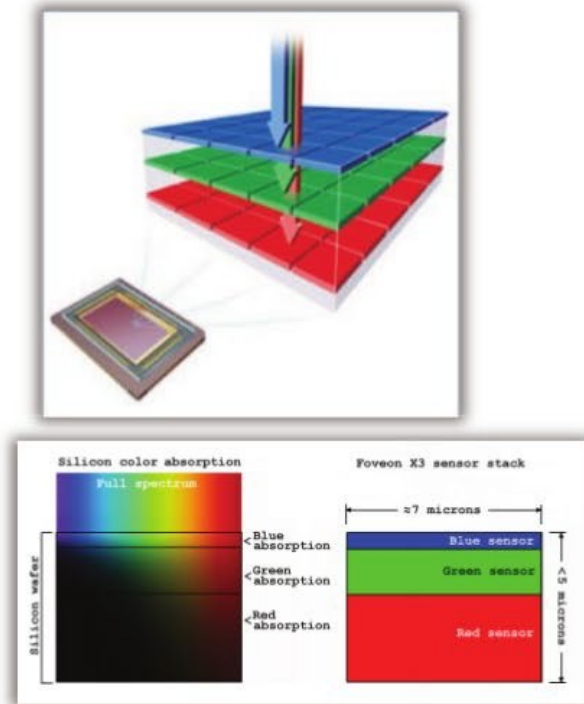 Silicon color absorption
Foveon X3 sensor stack
Full spectrum
≈7 microns
Silicon wafer
<Blue
absorption
<Green
absorption
<Red
absorption
Blue sensor
Green sensor
Red sensor
<5 microns